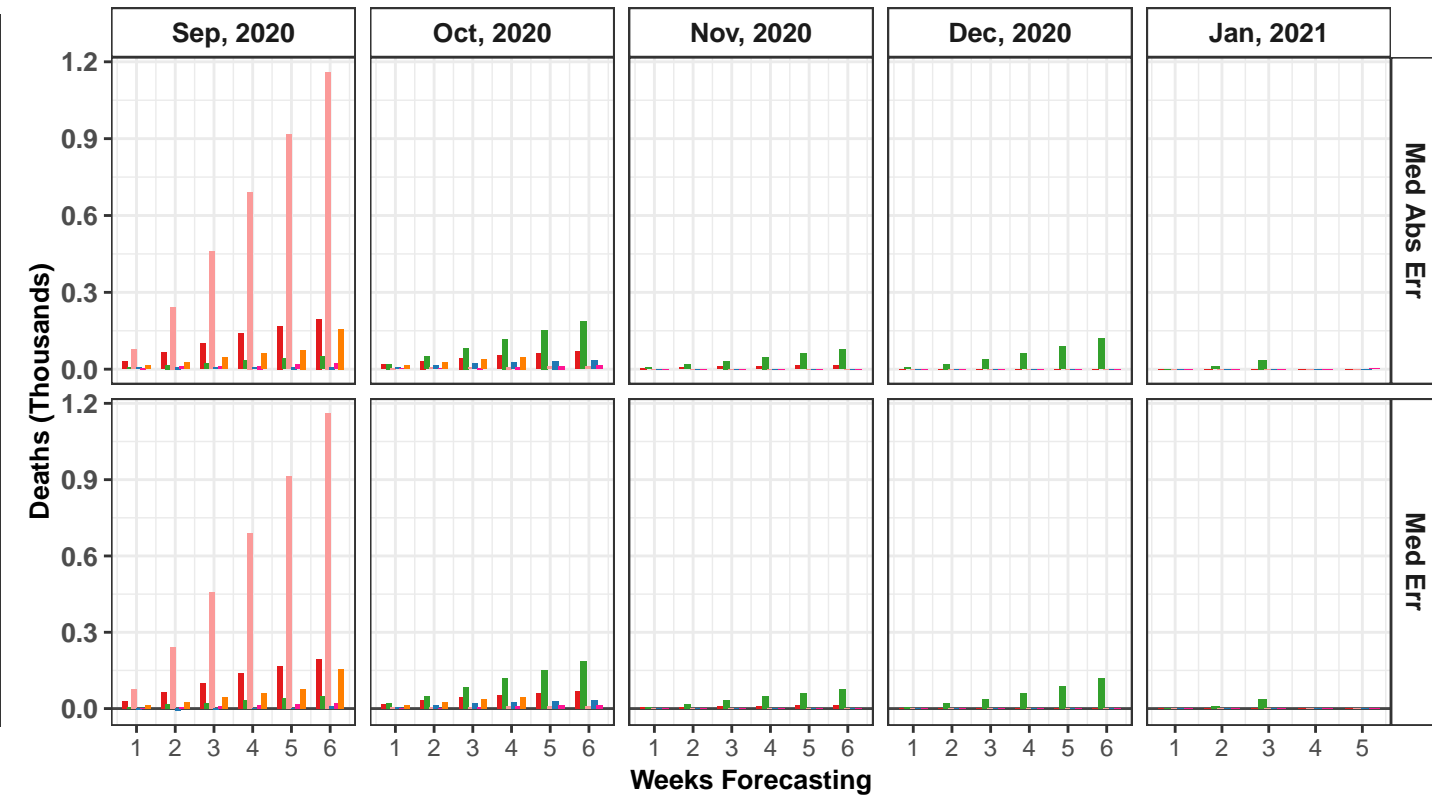 Sep, 2020 Oct, 2020 Nov, 2020 Dec, 2020 Jan, 2021
1.2
0.9
0.6
0.3
0.0
Med Abs Err
1.2
0.9
0.6
0.3
0.0
Med Err
Deaths (Thousands)
1 2 3 4 5 6 1 2 3 4 5 6 1 2 3 4 5 6 1 2 3 4 5 6 1 2 3 4 5
Weeks Forecasting